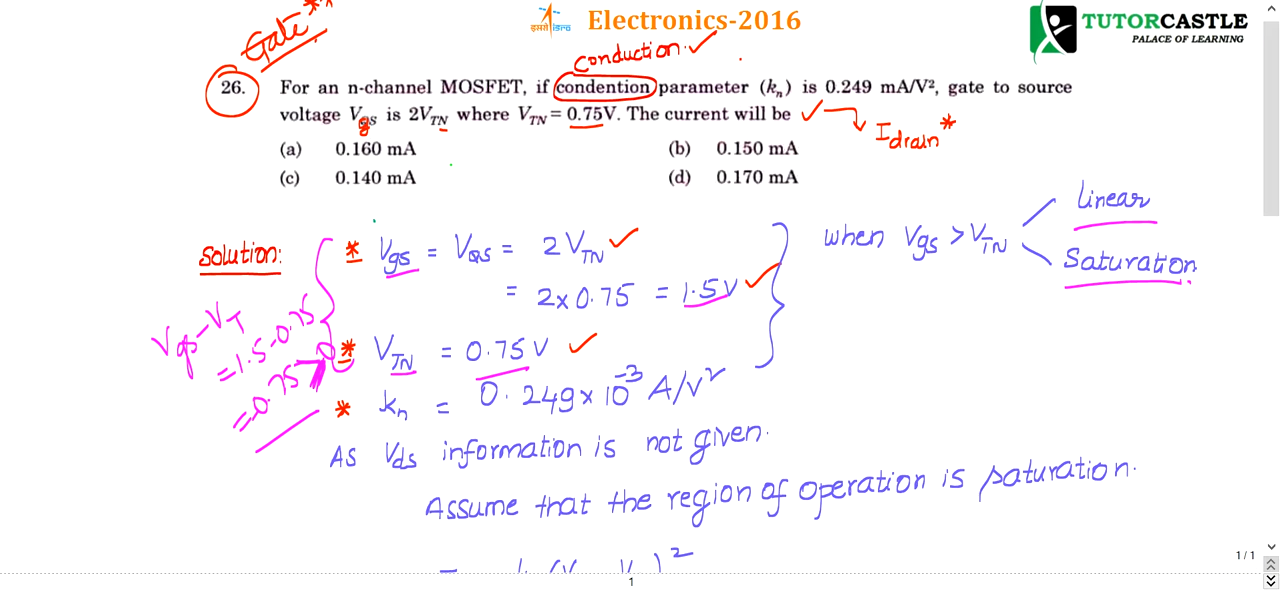 Gate**
इसरो isro Electronics-2016
TUTORCASTLE
PALACE OF LEARNING
Conduction ✓
26. For an n-channel MOSFET, if condention parameter (kn) is 0.249 mA/V², gate to source
voltage Vgs is 2VTN where VTN = 0.75V. The current will be ✓
Idrain*
(a) 0.160 mA (b) 0.150 mA
(c) 0.140 mA (d) 0.170 mA
Solution:
* Vgs = VGS = 2 VTN ✓
= 2 x 0.75 = 1.5V ✓
when Vgs > VTN
linear
Saturation
Vgs - VT
= 1.5 - 0.75
= 0.75 > 0
* VTN = 0.75 V ✓
* kn = 0.249 x 10⁻³ A/V²
As Vds information is not given.
Assume that the region of operation is saturation.
1 / 1
1